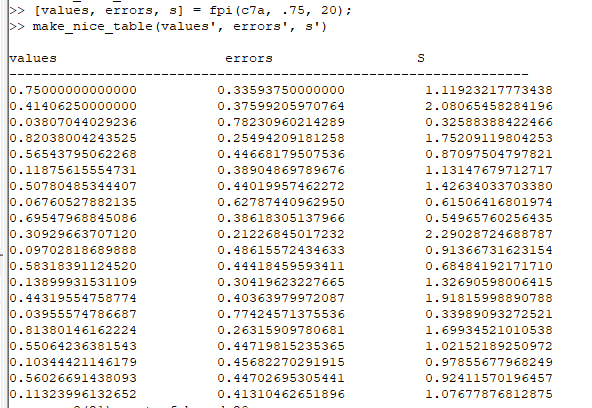 >> [values, errors, s] = fpi(c7a, .75, 20);
>> make_nice_table(values', errors', s')
values errors S
--------------------------------------------------------------------
0.75000000000000 0.33593750000000 1.11923217773438
0.41406250000000 0.37599205970764 2.08065458284196
0.03807044029236 0.78230960214289 0.32588388422466
0.82038004243525 0.25494209181258 1.75209119804253
0.56543795062268 0.44668179507536 0.87097504797821
0.11875615554731 0.38904869789676 1.13147679712717
0.50780485344407 0.44019957462272 1.42634033703380
0.06760527882135 0.62787440962950 0.61506416801974
0.69547968845086 0.38618305137966 0.54965760256435
0.30929663707120 0.21226845017232 2.29028724688787
0.09702818689888 0.48615572434633 0.91366731623154
0.58318391124520 0.44418459593411 0.68484192171710
0.13899931531109 0.30419623227665 1.32690598006415
0.44319554758774 0.40363979972087 1.91815998890788
0.03955574786687 0.77424571375536 0.33989093272521
0.81380146162224 0.26315909780681 1.69934521010538
0.55064236381543 0.44719815235365 1.02152189250972
0.10344421146179 0.45682270291915 0.97855677968249
0.56026691438093 0.44702695305441 0.92411570196457
0.11323996132652 0.41310462651896 1.07677876812875